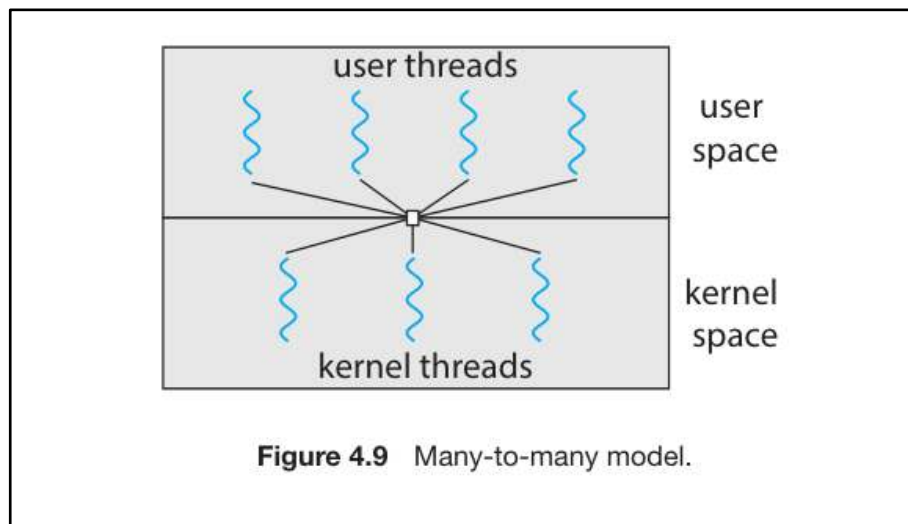 user threads
user
space
kernel
space
kernel threads
Figure 4.9 Many-to-many model.